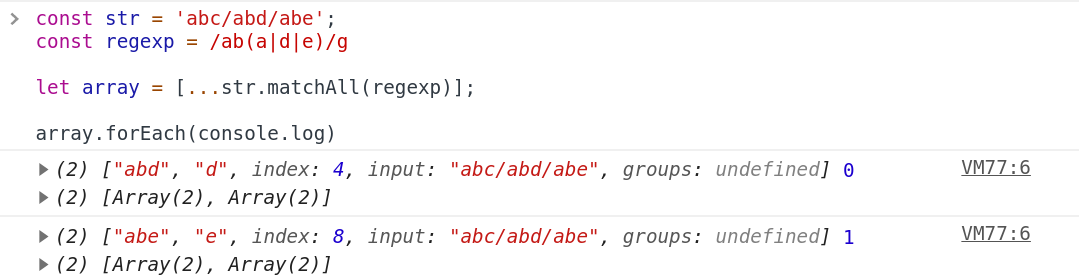 const str = 'abc/abd/abe';
const regexp = /ab(a|d|e)/g
let array = [...str.matchAll(regexp)];
array.forEach(console.log)
(2) ["abd", "d", index: 4, input: "abc/abd/abe", groups: undefined] 0 VM77:6
(2) [Array(2), Array(2)]
(2) ["abe", "e", index: 8, input: "abc/abd/abe", groups: undefined] 1 VM77:6
(2) [Array(2), Array(2)]